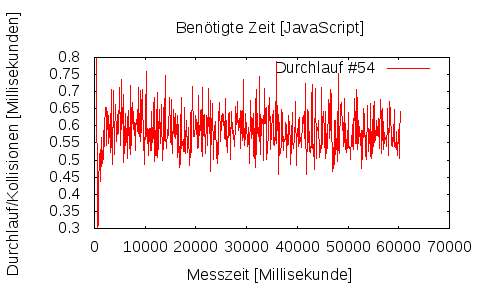 Benötigte Zeit [JavaScript]
Durchlauf/Kollisionen [Millisekunden]
0.8
0.75
0.7
0.65
0.6
0.55
0.5
0.45
0.4
0.35
0.3
Durchlauf #54
0 10000 20000 30000 40000 50000 60000 70000
Messzeit [Millisekunde]